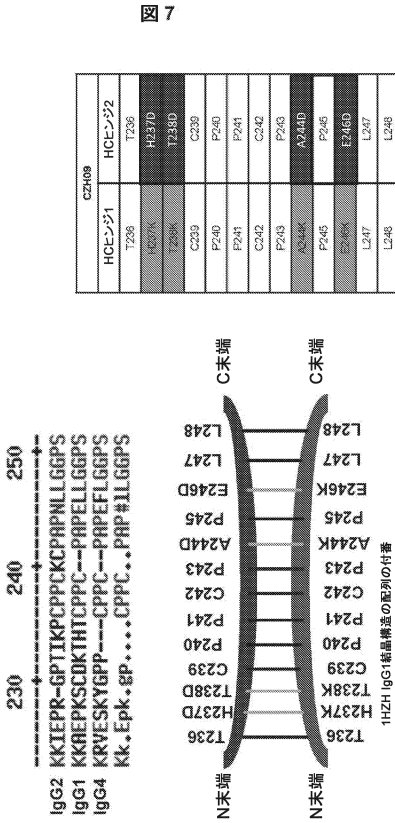 図 7
230 240 250
IgG2 KKIEPR-GPTIKPCPPCKCPAPNLLGGPS
IgG1 KKAEPKSCDKTHTCPPC--PAPELLGGPS
IgG4 KRVESKYGPP---CPPC--PAPEFLGGPS
Kk.Epk.gp....CPPC..PAP#lLGGPS
N末端 C末端
T236 H237D T238D C239 P240 P241 C242 P243 A244D P245 E246D L247 L248
T236 H237K T238K C239 P240 P241 C242 P243 A244K P245 E246K L247 L248
N末端 C末端
1HZH IgG1結晶構造の配列の付番
CZH09
HCヒンジ1 HCヒンジ2
T236 T236
H237K H237D
T238K T238D
C239 C239
P240 P240
P241 P241
C242 C242
P243 P243
A244K A244D
P245 P245
E246K E246D
L247 L247
L248 L248